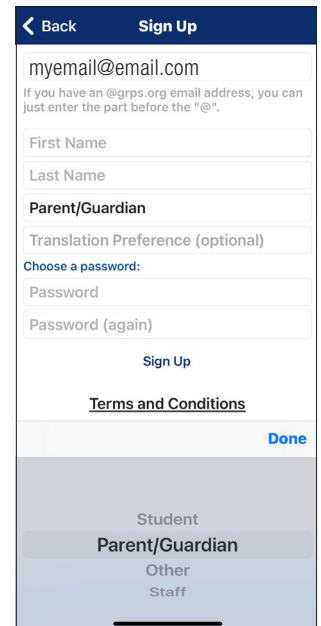 Back Sign Up
myemail@email.com
If you have an @grps.org email address, you can
just enter the part before the "@".
First Name
Last Name
Parent/Guardian
Translation Preference (optional)
Choose a password:
Password
Password (again)
Sign Up
Terms and Conditions
Done
Student
Parent/Guardian
Other
Staff